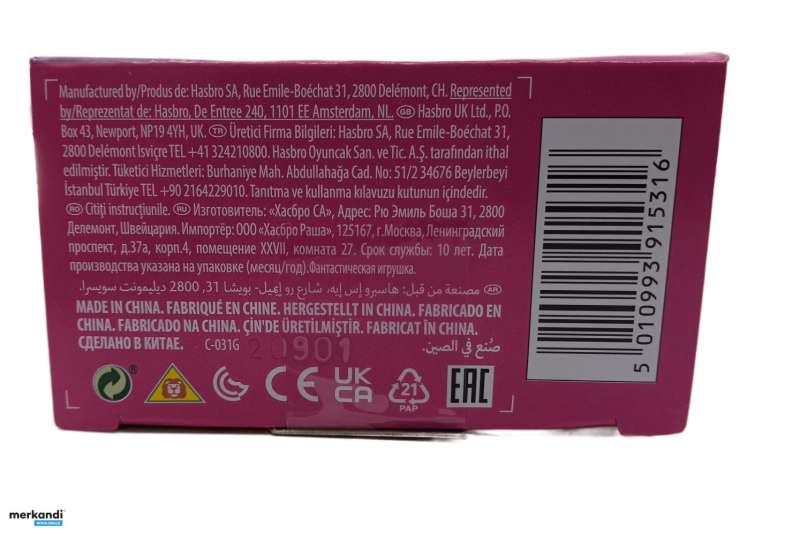 Manufactured by/Produs de: Hasbro SA, Rue Emile-Boéchat 31, 2800 Delémont, CH. Represented
by/Reprezentat de: Hasbro, De Entree 240, 1101 EE Amsterdam, NL. GB Hasbro UK Ltd., P.O.
Box 43, Newport, NP19 4YH, UK. TR Üretici Firma Bilgileri: Hasbro SA, Rue Emile-Boéchat 31,
2800 Delémont Isviçre TEL +41 324210800. Hasbro Oyuncak San. ve Tic. A.Ş. tarafından ithal
edilmiştir. Tüketici Hizmetleri: Burhaniye Mah. Abdullahağa Cad. No: 51/2 34676 Beylerbeyi
İstanbul Türkiye TEL +90 2164229010. Tanıtma ve kullanma kılavuzu kutunun içindedir.
RO Citiţi instrucţiunile. RU Изготовитель: «Хасбро СА», Адрес: Рю Эмиль Боша 31, 2800
Делемонт, Швейцария. Импортёр: ООО «Хасбро Раша», 125167, г.Москва, Ленинградский
проспект, д.37а, корп.4, помещение XXVII, комната 27. Срок службы: 10 лет. Дата
производства указана на упаковке (месяц/год).Фантастическая игрушка.
AR مصنعة من قبل: هاسبرو إس إيه، شارع رو إيميل- بويشا 31، 2800 ديليمونت سويسرا.
MADE IN CHINA. FABRIQUÉ EN CHINE. HERGESTELLT IN CHINA. FABRICADO EN
CHINA. FABRICADO NA CHINA. ÇİN'DE ÜRETİLMİŞTİR. FABRICAT ÎN CHINA.
СДЕЛАНО В КИТАЕ. C-031G 20901 صُنع في الصين.
® CE UK CA 21 PAP EAC
5 010993 915316
merkandi